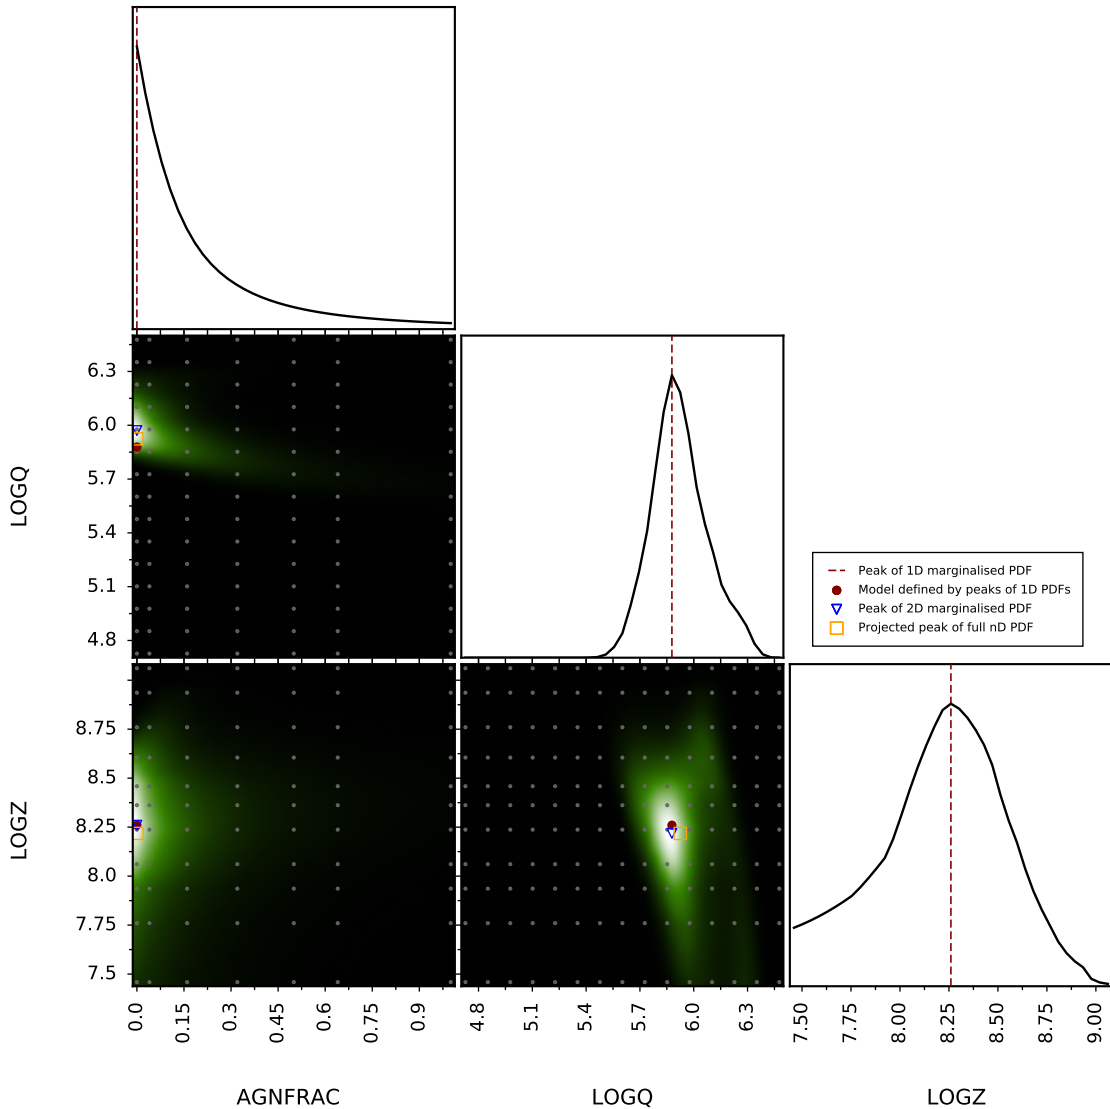 6.3
6.0
5.7
5.4
5.1
4.8
LOGQ
Peak of 1D marginalised PDF
Model defined by peaks of 1D PDFs
Peak of 2D marginalised PDF
Projected peak of full nD PDF
8.75
8.5
8.25
8.0
7.75
7.5
LOGZ
0.0 0.15 0.3 0.45 0.6 0.75 0.9
4.8 5.1 5.4 5.7 6.0 6.3
7.50 7.75 8.00 8.25 8.50 8.75 9.00
AGNFRAC LOGQ LOGZ